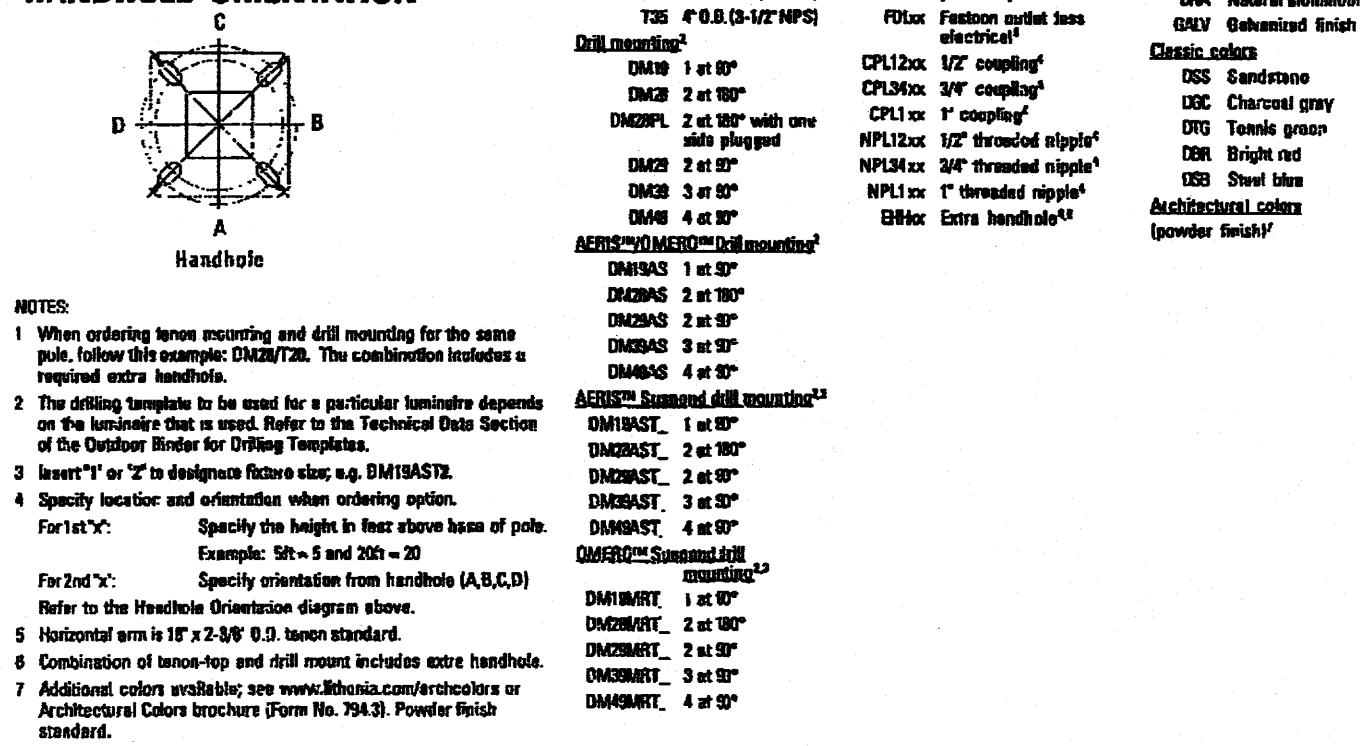 HANDHOLE ORIENTATION
C
D
B
A
Handhole
NOTES:
1 When ordering tenon mounting and drill mounting for the same
pole, follow this example: DM28/T20. The combination includes a
required extra handhole.
2 The drilling template to be used for a particular luminaire depends
on the luminaire that is used. Refer to the Technical Data Section
of the Outdoor Binder for Drilling Templates.
3 Insert "1" or "2" to designate fixture size; e.g. DM19AST2.
4 Specify location and orientation when ordering option.
For 1st "x": Specify the height in feet above base of pole.
Example: 5ft = 5 and 20ft = 20
For 2nd "x": Specify orientation from handhole (A,B,C,D)
Refer to the Handhole Orientation diagram above.
5 Horizontal arm is 18" x 2-3/8" O.D. tenon standard.
6 Combination of tenon-top and drill mount includes extra handhole.
7 Additional colors available; see www.lithonia.com/archcolors or
Architectural Colors brochure (Form No. 794.3). Powder finish
standard.
T35 4" O.D. (3-1/2" NPS)
Drill mounting²
DM19 1 at 90°
DM28 2 at 180°
DM28PL 2 at 180° with one
side plugged
DM29 2 at 90°
DM39 3 at 90°
DM49 4 at 90°
AERIS™/OMERO™ Drill mounting²
DM19AS 1 at 90°
DM28AS 2 at 180°
DM29AS 2 at 90°
DM39AS 3 at 90°
DM49AS 4 at 90°
AERIS™ Suspend drill mounting²,³
DM19AST_ 1 at 90°
DM28AST_ 2 at 180°
DM29AST_ 2 at 90°
DM39AST_ 3 at 90°
DM49AST_ 4 at 90°
OMERO™ Suspend drill
mounting²,³
DM19MRT_ 1 at 90°
DM28MRT_ 2 at 180°
DM29MRT_ 2 at 90°
DM39MRT_ 3 at 90°
DM49MRT_ 4 at 90°
FDLxx Festoon outlet less
electrical⁴
CPL12xx 1/2" coupling⁴
CPL34xx 3/4" coupling⁴
CPL1xx 1" coupling⁴
NPL12xx 1/2" threaded nipple⁴
NPL34xx 3/4" threaded nipple⁴
NPL1xx 1" threaded nipple⁴
EHHxx Extra handhole⁴,⁶
DNA Natural aluminum
GALV Galvanized finish
Classic colors
DSS Sandstone
DGC Charcoal gray
DTG Tennis green
DBR Bright red
DSB Steel blue
Architectural colors
(powder finish)⁷